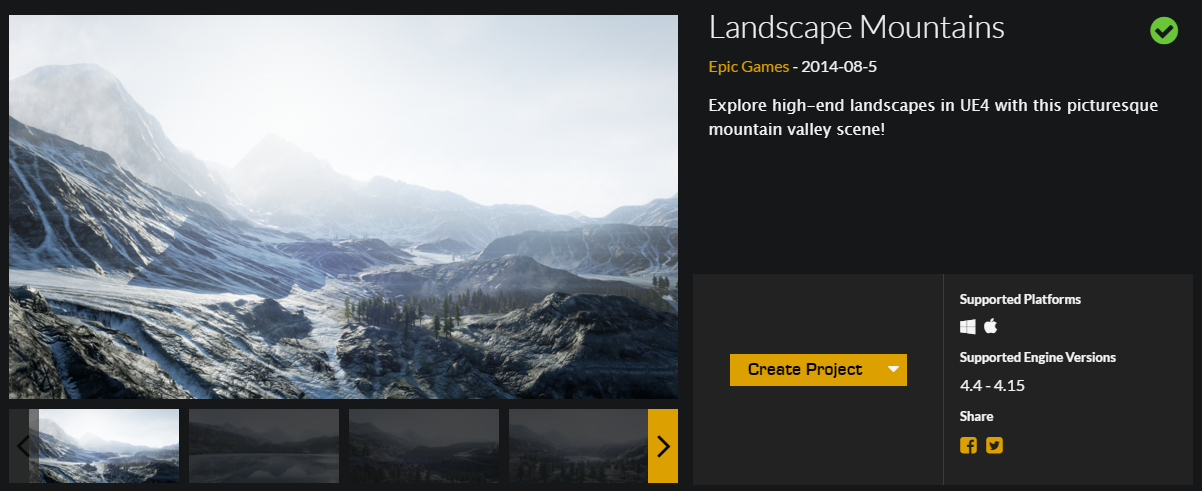 Landscape Mountains
Epic Games - 2014-08-5
Explore high-end landscapes in UE4 with this picturesque
mountain valley scene!
Create Project
Supported Platforms
Supported Engine Versions
4.4 - 4.15
Share